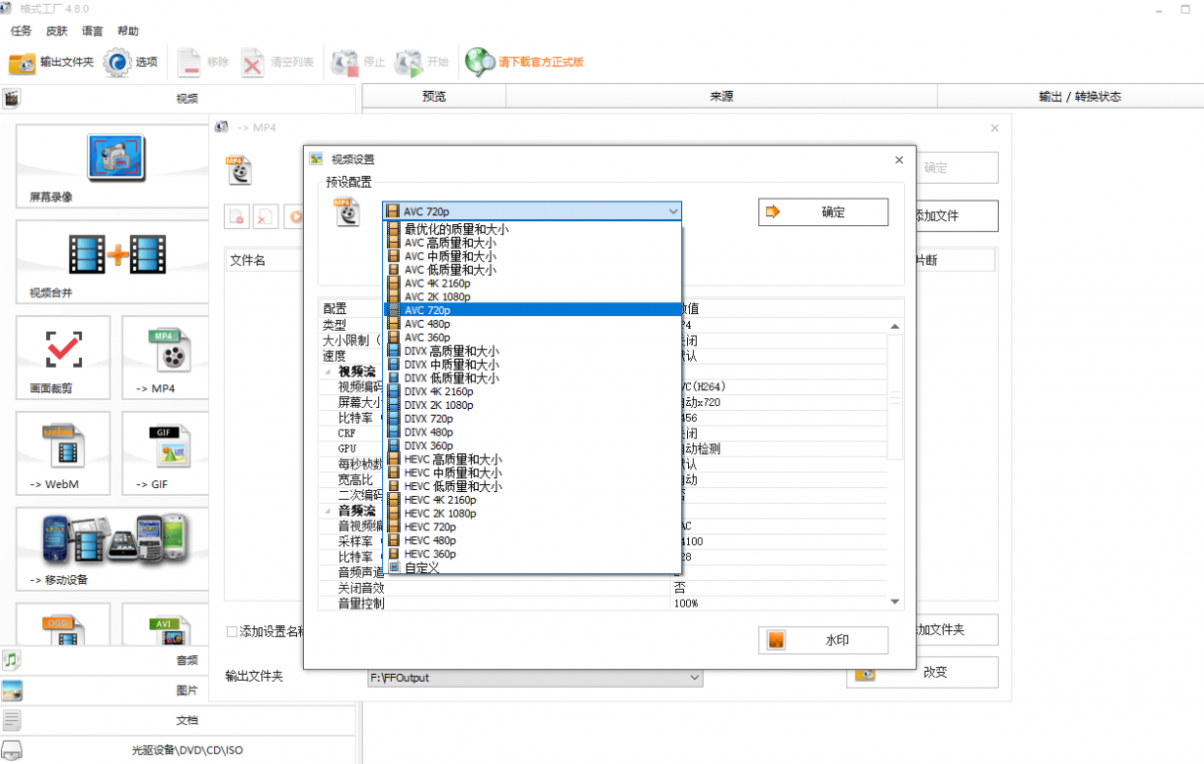 格式工厂 4.8.0
任务 皮肤 语言 帮助
输出文件夹 选项 移除 清空列表 停止 开始 请下载官方正式版
视频 预览 来源 输出 / 转换状态
-> MP4
屏幕录像
视频合并
画面裁剪
MP4
-> MP4
-> WebM
GIF
-> GIF
-> 移动设备
OGG
AVI
音频
图片
文档
光驱设备\DVD\CD\ISO
MP4
确定
添加文件
文件名
片断
添加设置名称
加文件夹
输出文件夹
F:\FFOutput
改变
视频设置
预设配置
MP4
AVC 720p
确定
最优化的质量和大小
AVC 高质量和大小
AVC 中质量和大小
AVC 低质量和大小
AVC 4K 2160p
AVC 2K 1080p
AVC 720p
AVC 480p
AVC 360p
DIVX 高质量和大小
DIVX 中质量和大小
DIVX 低质量和大小
DIVX 4K 2160p
DIVX 2K 1080p
DIVX 720p
DIVX 480p
DIVX 360p
HEVC 高质量和大小
HEVC 中质量和大小
HEVC 低质量和大小
HEVC 4K 2160p
HEVC 2K 1080p
HEVC 720p
HEVC 480p
HEVC 360p
自定义
配置 数值
类型 P4
大小限制（ 闭
速度 默认
视频流
视频编码 VC(H264)
屏幕大小 自动x720
比特率 456
CRF 关闭
GPU 自动检测
每秒帧数 默认
宽高比 自动
二次编码 否
音频流
音视频编 AC
采样率 4100
比特率 28
音频声道 2
关闭音效 否
音量控制 100%
水印